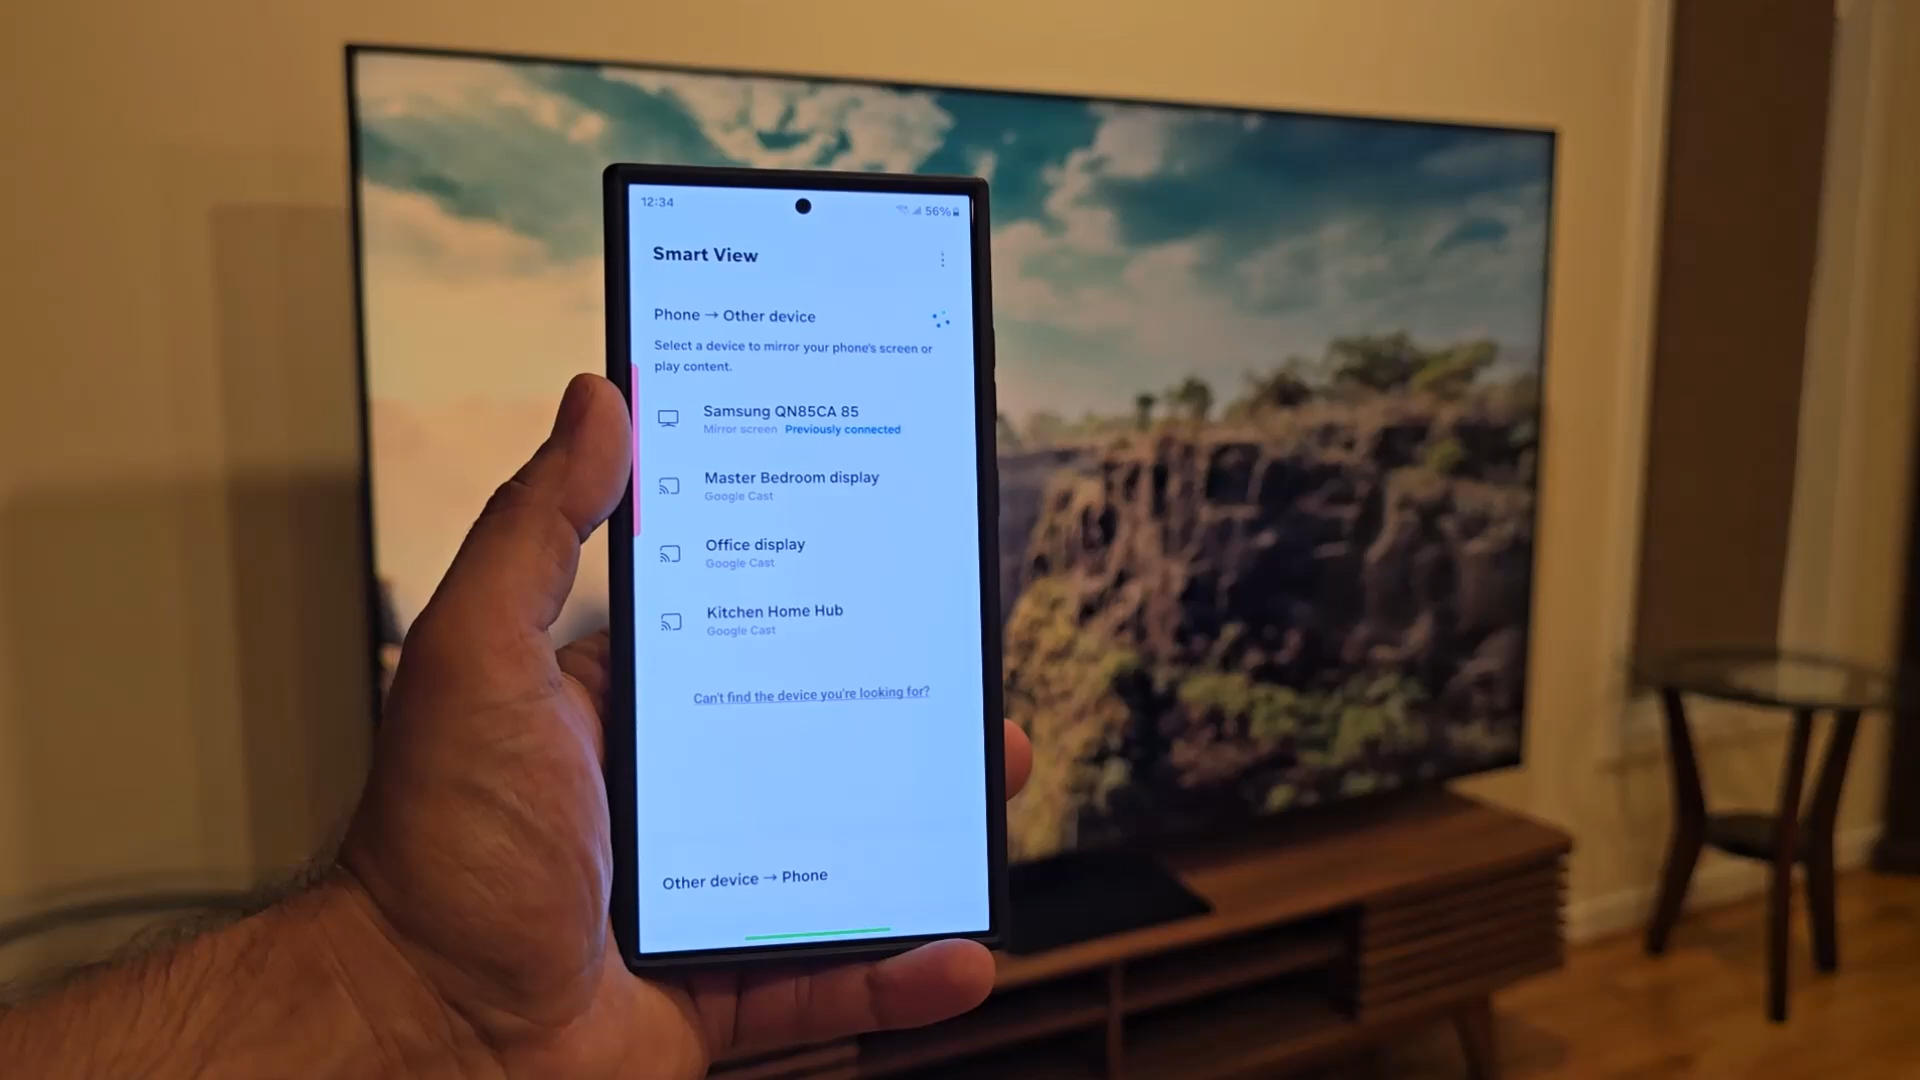 12:34
56%
Smart View
Phone → Other device
Select a device to mirror your phone's screen or
play content.
Samsung QN85CA 85
Mirror screen Previously connected
Master Bedroom display
Google Cast
Office display
Google Cast
Kitchen Home Hub
Google Cast
Can't find the device you're looking for?
Other device → Phone